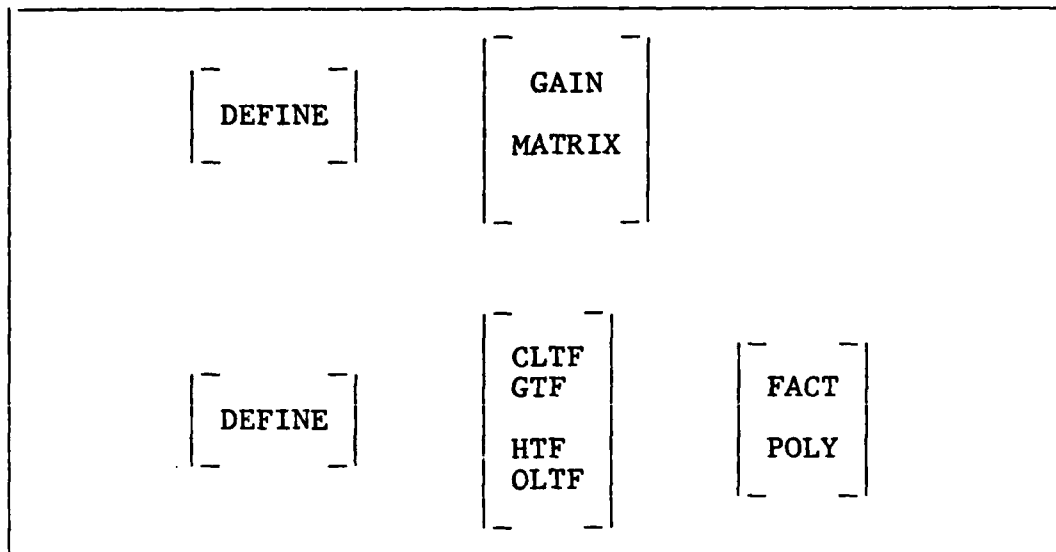 GAIN
DEFINE
MATRIX
CLTF
GTF
FACT
DEFINE
HTF
POLY
OLTF